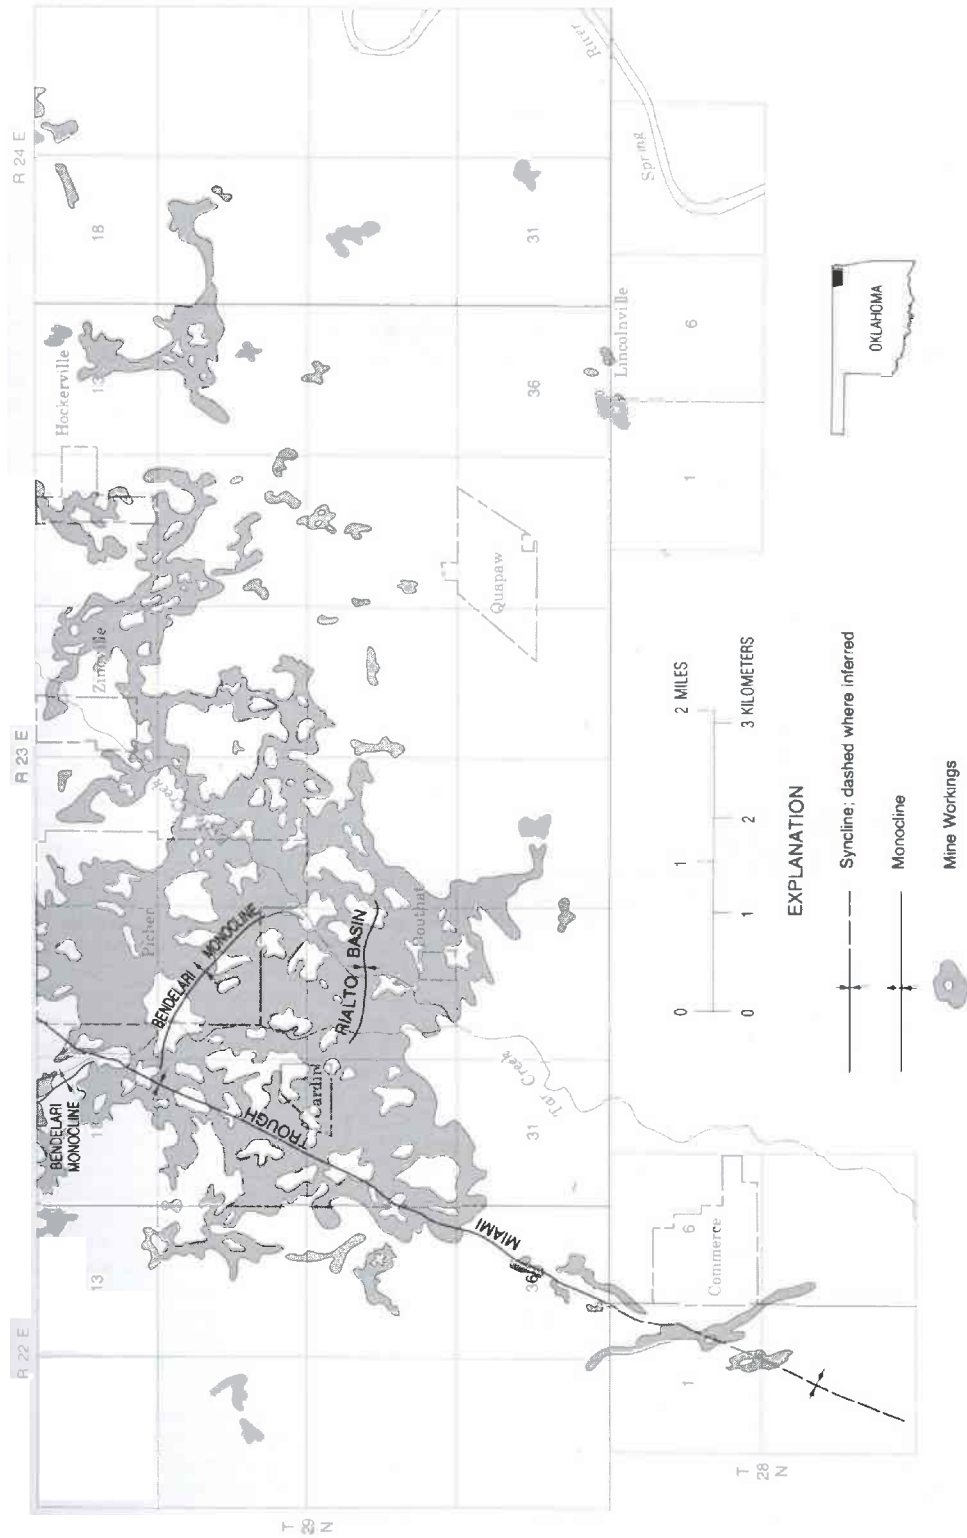 R 22 E
R 23 E
R 24 E
T
29
N
T
28
N
13
18
13
18
BENDELARI
MONOCLINE
BENDELARI MONOCLINE
Picher
Creek
Zincville
Hockerville
Cardin
TROUGH
MIAMI
RIALTO BASIN
Douthat
Quapaw
36
31
36
31
Tar Creek
Lincolnville
Spring
River
1
6
Commerce
1
6
0
1
2 MILES
0
1
2
3 KILOMETERS
EXPLANATION
Syncline; dashed where inferred
Monocline
Mine Workings
OKLAHOMA